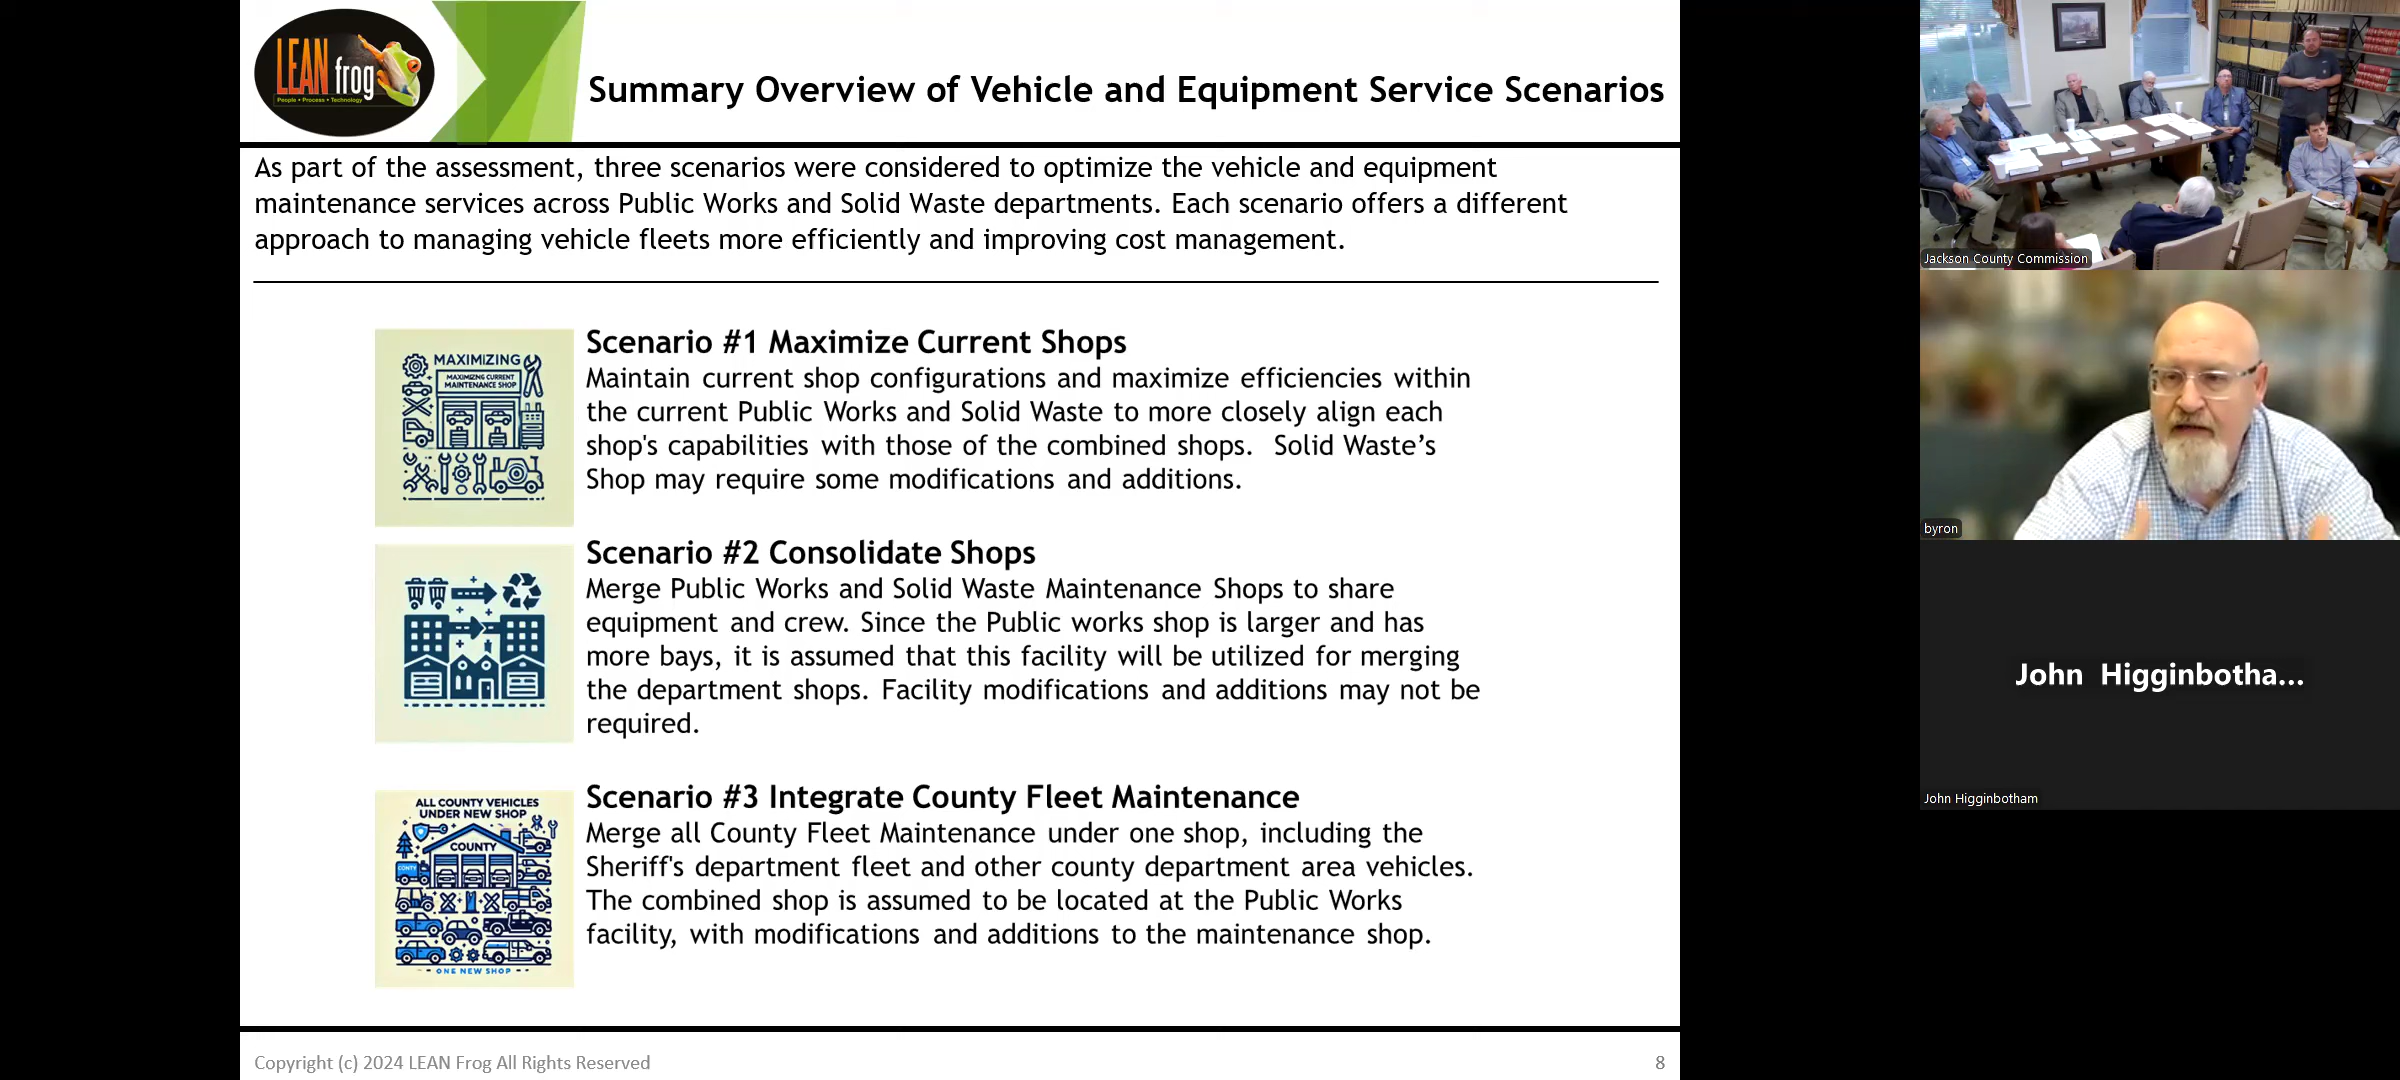 LEAN frog
People • Process • Technology
Summary Overview of Vehicle and Equipment Service Scenarios
As part of the assessment, three scenarios were considered to optimize the vehicle and equipment
maintenance services across Public Works and Solid Waste departments. Each scenario offers a different
approach to managing vehicle fleets more efficiently and improving cost management.
MAXIMIZING
MAXIMIZNG CURRENT
MAINTENANCE SHOP
Scenario #1 Maximize Current Shops
Maintain current shop configurations and maximize efficiencies within
the current Public Works and Solid Waste to more closely align each
shop's capabilities with those of the combined shops. Solid Waste’s
Shop may require some modifications and additions.
Scenario #2 Consolidate Shops
Merge Public Works and Solid Waste Maintenance Shops to share
equipment and crew. Since the Public works shop is larger and has
more bays, it is assumed that this facility will be utilized for merging
the department shops. Facility modifications and additions may not be
required.
ALL COUNTY VEHICLES
UNDER NEW SHOP
COUNTY
ONE NEW SHOP
Scenario #3 Integrate County Fleet Maintenance
Merge all County Fleet Maintenance under one shop, including the
Sheriff's department fleet and other county department area vehicles.
The combined shop is assumed to be located at the Public Works
facility, with modifications and additions to the maintenance shop.
Copyright (c) 2024 LEAN Frog All Rights Reserved
8
Jackson County Commission
byron
John Higginbotha...
John Higginbotham